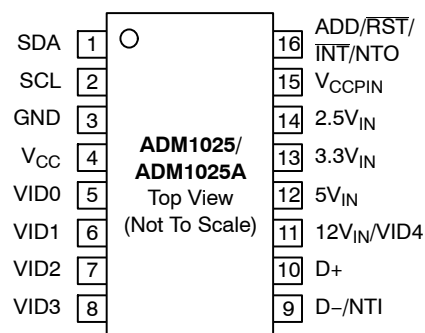 SDA 1
SCL 2
GND 3
VCC 4
VID0 5
VID1 6
VID2 7
VID3 8
ADM1025/
ADM1025A
Top View
(Not To Scale)
16 ADD/RST/
INT/NTO
15 VCCPIN
14 2.5VIN
13 3.3VIN
12 5VIN
11 12VIN/VID4
10 D+
9 D−/NTI